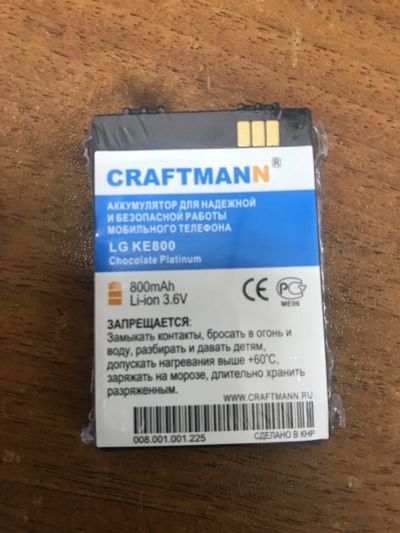 CRAFTMANN®
АККУМУЛЯТОР ДЛЯ НАДЕЖНОЙ
И БЕЗОПАСНОЙ РАБОТЫ
МОБИЛЬНОГО ТЕЛЕФОНА
LG KE800
Chocolate Platinum
800mAh
Li-ion 3.6V
CE
РСТ
ME06
ЗАПРЕЩАЕТСЯ:
Замыкать контакты, бросать в огонь и
воду, разбирать и давать детям,
допускать нагревания выше +60°C,
заряжать на морозе, длительно хранить
разряженным.
WWW.CRAFTMANN.RU
008.001.001.225
СДЕЛАНО В КНР